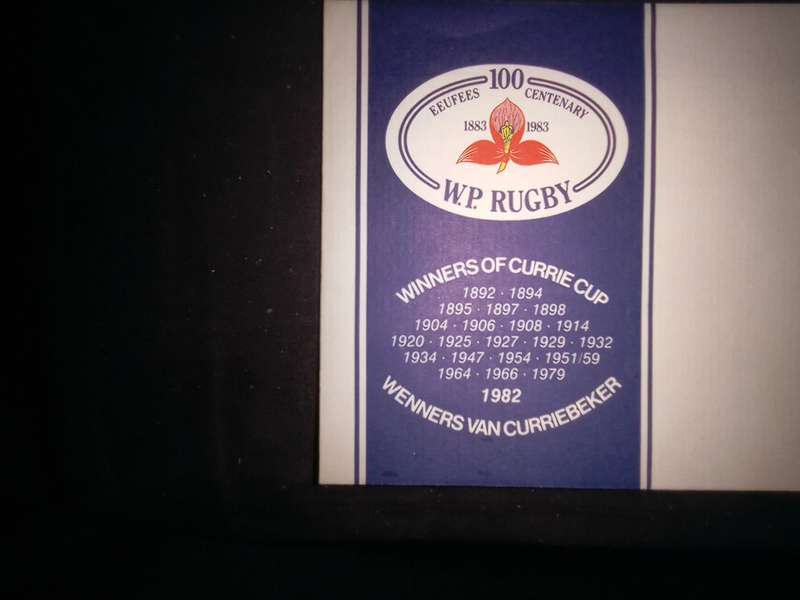 100
EEUFEES CENTENARY
1883 1983
W.P. RUGBY
WINNERS OF CURRIE CUP
1892 · 1894
1895 · 1897 · 1898
1904 · 1906 · 1908 · 1914
1920 · 1925 · 1927 · 1929 · 1932
1934 · 1947 · 1954 · 1951/59
1964 · 1966 · 1979
1982
WENNERS VAN CURRIEBEKER